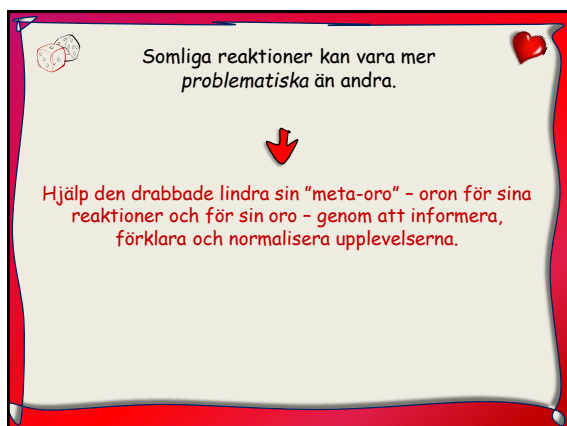 Somliga reaktioner kan vara mer
problematiska än andra.
Hjälp den drabbade lindra sin ”meta-oro” – oron för sina
reaktioner och för sin oro – genom att informera,
förklara och normalisera upplevelserna.